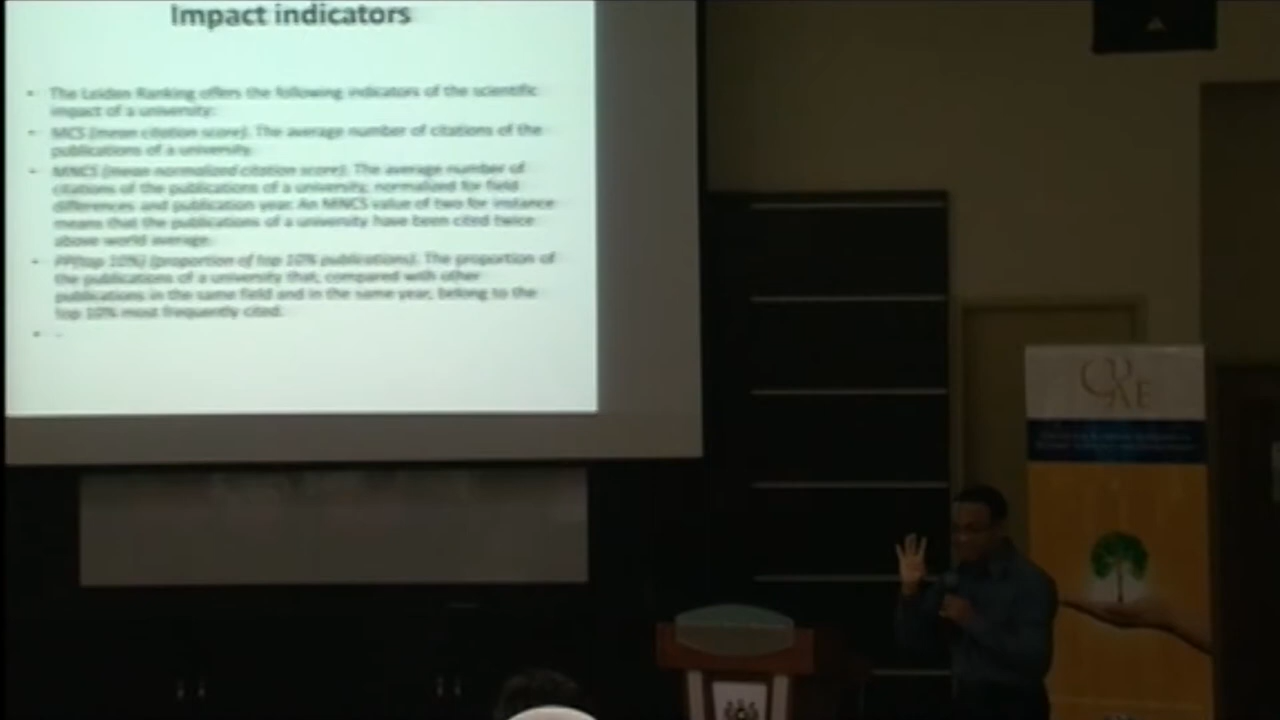 Impact indicators
The Leiden Ranking offers the following indicators of the scientific
impact of a university:
MCS (mean citation score). The average number of citations of the
publications of a university.
MNCS (mean normalized citation score). The average number of
citations of the publications of a university, normalized for field
differences and publication year. An MNCS value of two for instance
means that the publications of a university have been cited twice
above world average.
PP(top 10%) (proportion of top 10% publications). The proportion of
the publications of a university that, compared with other
publications in the same field and in the same year, belong to the
top 10% most frequently cited.